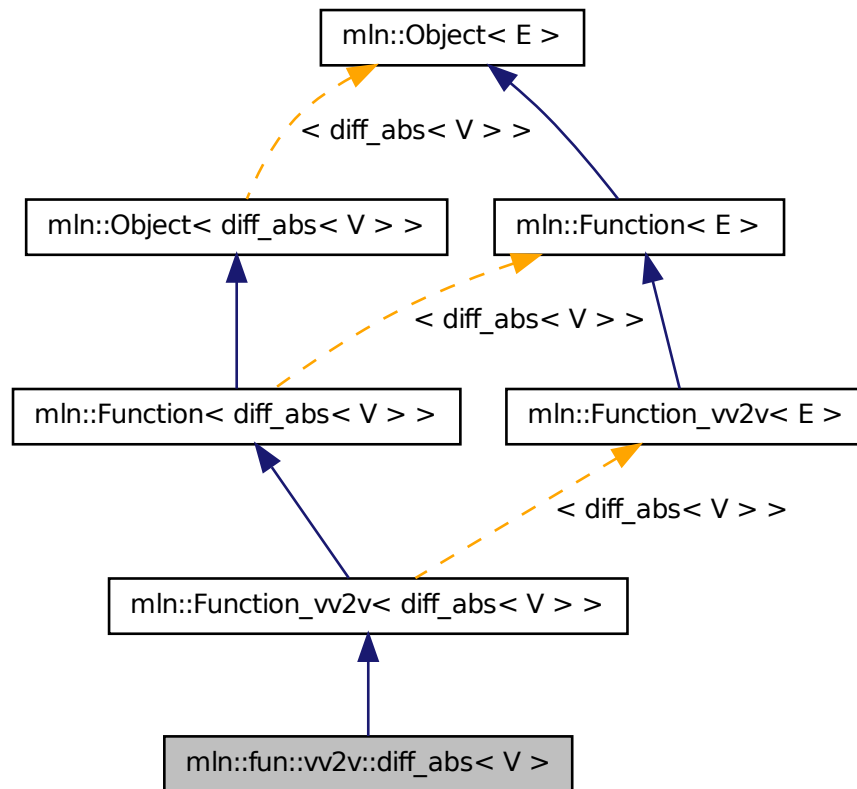 mln::Object< E >
< diff_abs< V > >
mln::Object< diff_abs< V > >
mln::Function< E >
< diff_abs< V > >
mln::Function< diff_abs< V > >
mln::Function_vv2v< E >
< diff_abs< V > >
mln::Function_vv2v< diff_abs< V > >
mln::fun::vv2v::diff_abs< V >